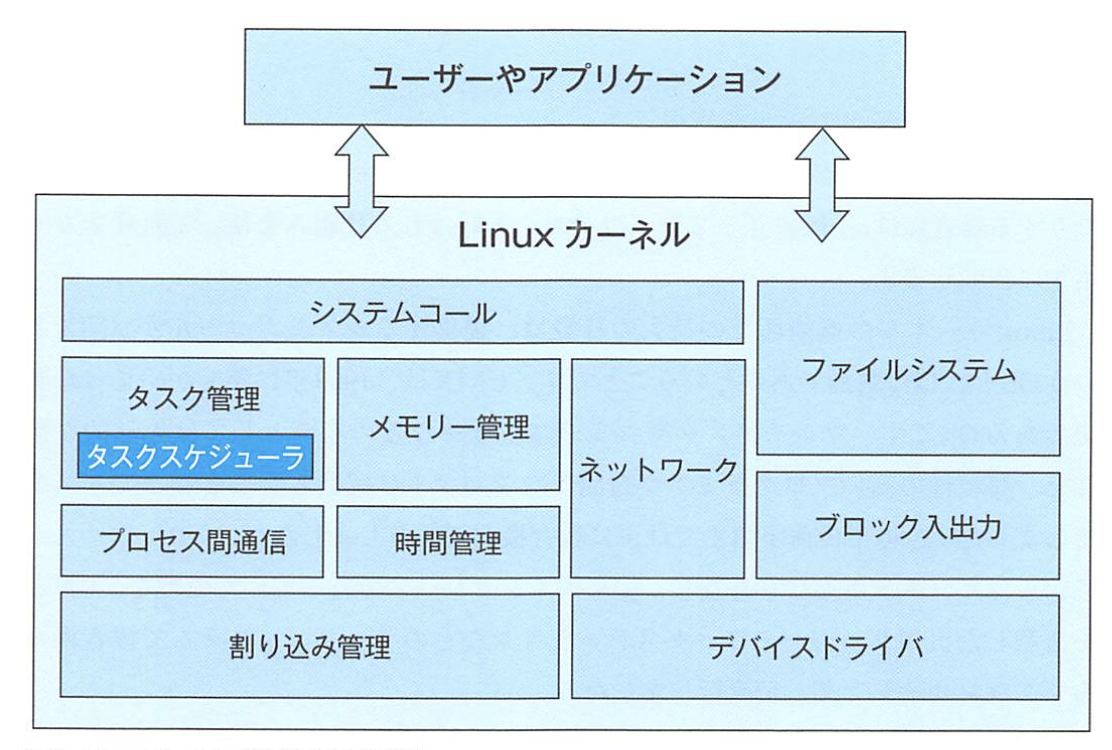 ユーザーやアプリケーション
Linux カーネル
システムコール
ファイルシステム
タスク管理
タスクスケジューラ
メモリー管理
ネットワーク
プロセス間通信
時間管理
ブロック入出力
割り込み管理
デバイスドライバ